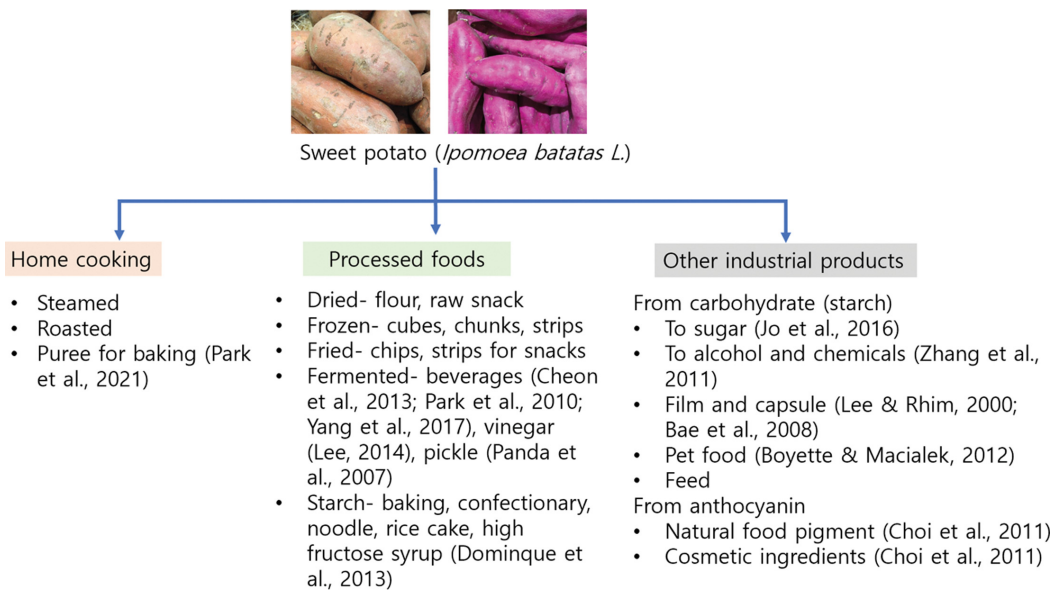 Sweet potato (Ipomoea batatas L.)
Home cooking
• Steamed
• Roasted
• Puree for baking (Park
et al., 2021)
Processed foods
• Dried- flour, raw snack
• Frozen- cubes, chunks, strips
• Fried- chips, strips for snacks
• Fermented- beverages (Cheon
et al., 2013; Park et al., 2010;
Yang et al., 2017), vinegar
(Lee, 2014), pickle (Panda et
al., 2007)
• Starch- baking, confectionary,
noodle, rice cake, high
fructose syrup (Dominque et
al., 2013)
Other industrial products
From carbohydrate (starch)
• To sugar (Jo et al., 2016)
• To alcohol and chemicals (Zhang et al.,
2011)
• Film and capsule (Lee & Rhim, 2000;
Bae et al., 2008)
• Pet food (Boyette & Macialek, 2012)
• Feed
From anthocyanin
• Natural food pigment (Choi et al., 2011)
• Cosmetic ingredients (Choi et al., 2011)